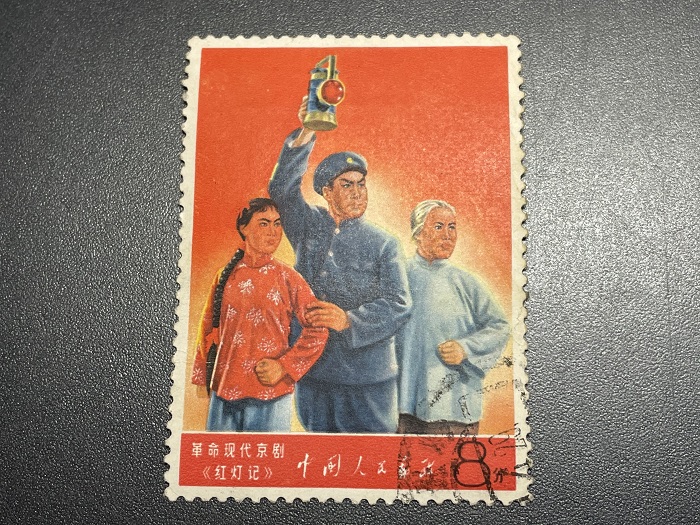 革命现代京剧
《红灯记》
中国人民邮政
8分